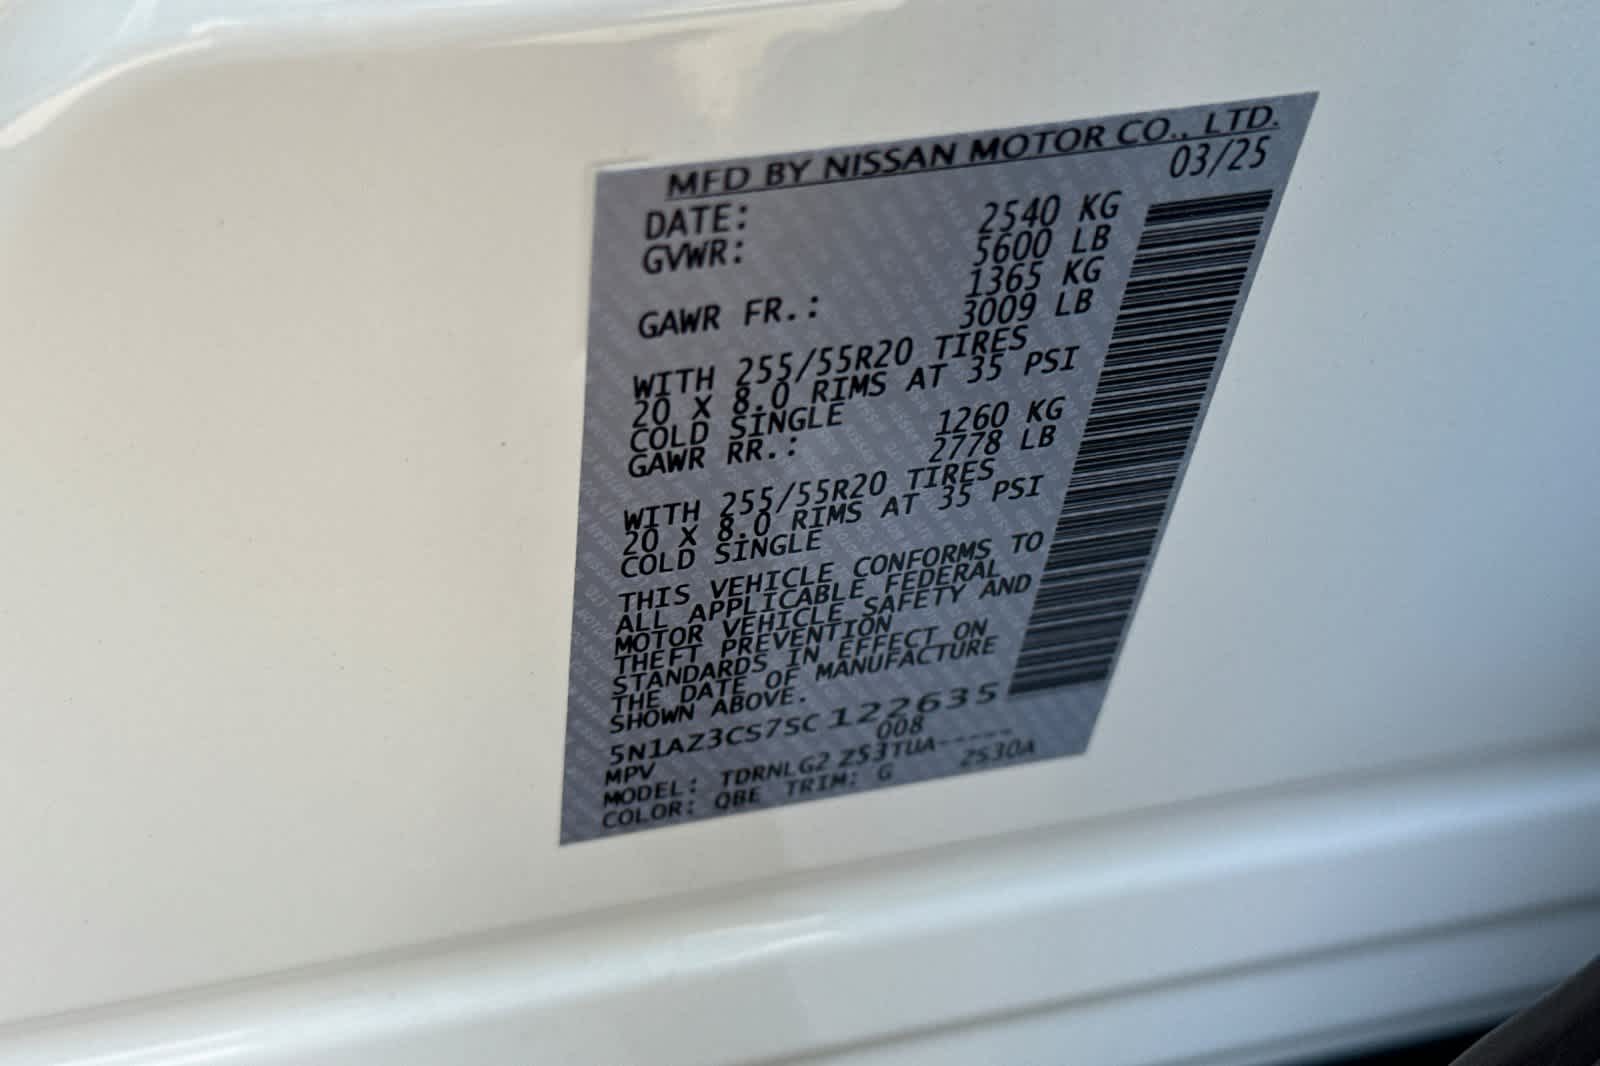 MFD BY NISSAN MOTOR CO., LTD.
DATE: 03/25
GVWR: 2540 KG
5600 LB
GAWR FR.: 1365 KG
3009 LB
WITH 255/55R20 TIRES
20 X 8.0 RIMS AT 35 PSI
COLD SINGLE
GAWR RR.: 1260 KG
2778 LB
WITH 255/55R20 TIRES
20 X 8.0 RIMS AT 35 PSI
COLD SINGLE
THIS VEHICLE CONFORMS TO
ALL APPLICABLE FEDERAL
MOTOR VEHICLE SAFETY AND
THEFT PREVENTION
STANDARDS IN EFFECT ON
THE DATE OF MANUFACTURE
SHOWN ABOVE.
5N1AZ3CS7SC122635
MPV 008
MODEL: TDRNLG2 ZS3TUA-----
COLOR: QBE TRIM: G ZS30A